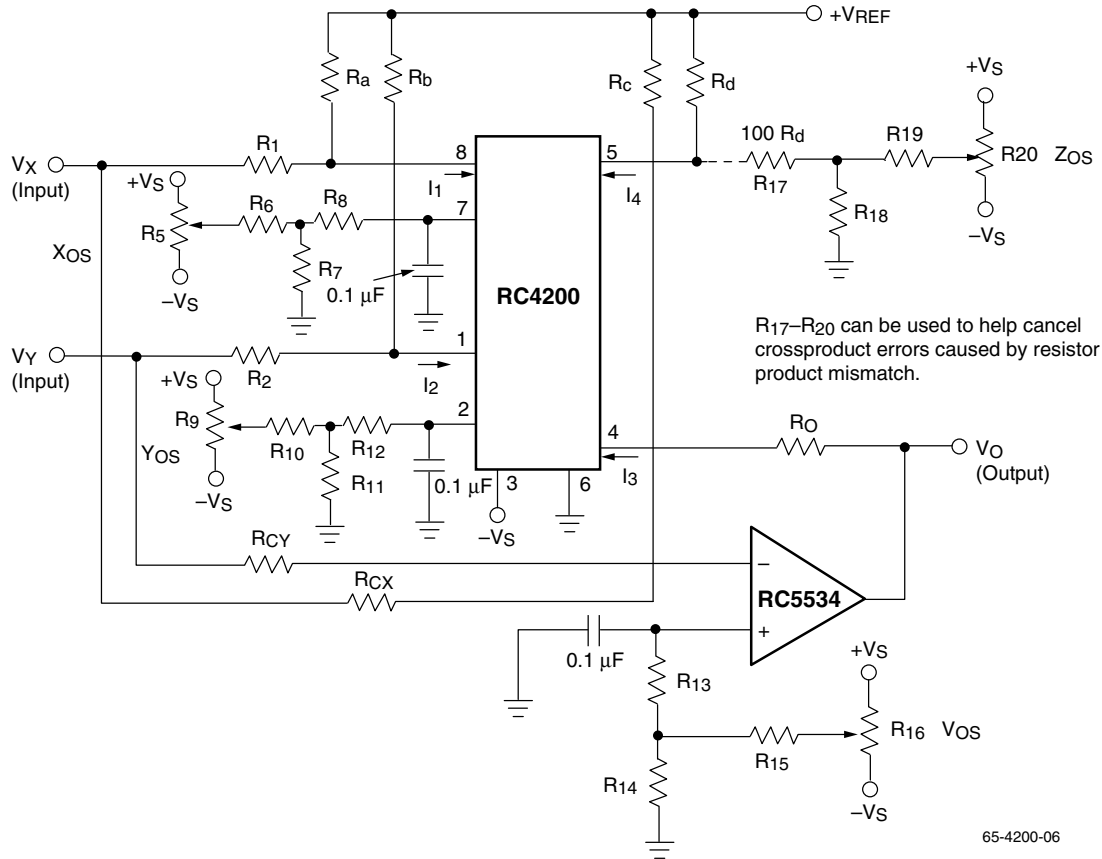 +VREF
Ra
Rb
Rc
Rd
+VS
VX
(Input)
R1
8
I1
5
I4
100 Rd
R17
R19
R20
ZOS
R18
−VS
+VS
R5
−VS
XOS
R6
R8
7
R7
0.1 µF
RC4200
R17–R20 can be used to help cancel
crossproduct errors caused by resistor
product mismatch.
VY
(Input)
R2
1
I2
+VS
R9
−VS
YOS
R10
R12
2
R11
0.1 µF
3
−VS
6
4
I3
RO
VO
(Output)
RCY
RCX
−
+
RC5534
0.1 µF
R13
R14
R15
+VS
R16
VOS
−VS
65-4200-06